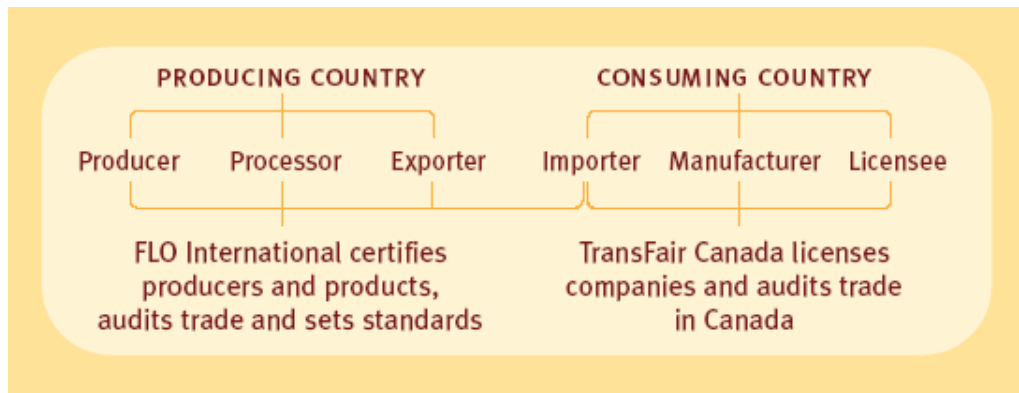 PRODUCING COUNTRY
CONSUMING COUNTRY
Producer
Processor
Exporter
Importer
Manufacturer
Licensee
FLO International certifies
producers and products,
audits trade and sets standards
TransFair Canada licenses
companies and audits trade
in Canada